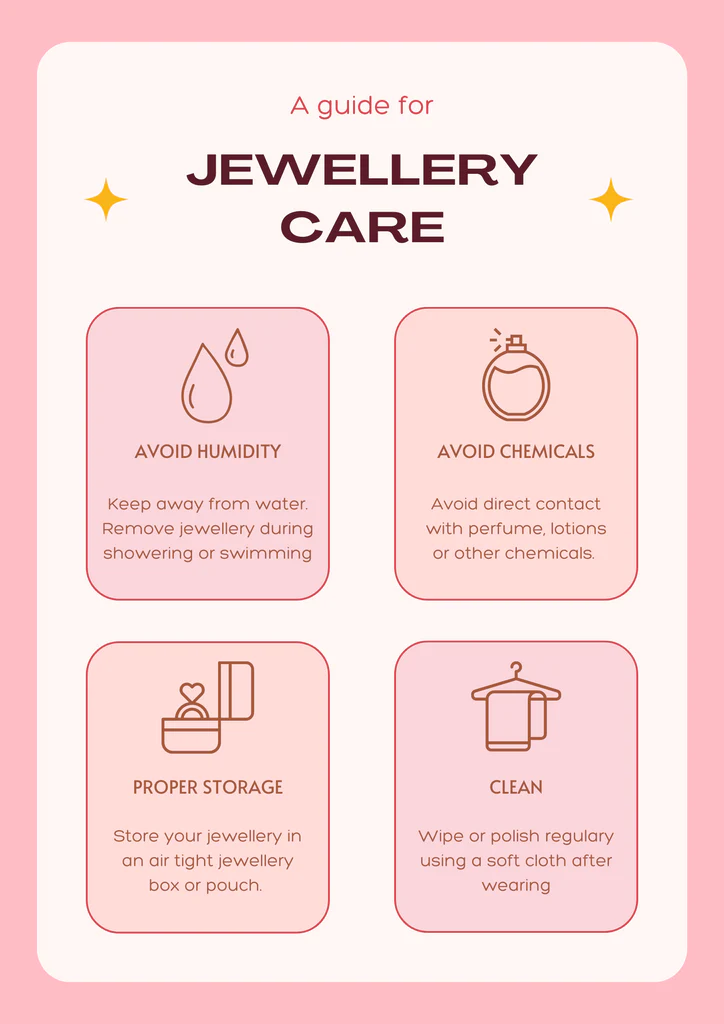 A guide for
JEWELLERY
CARE
AVOID HUMIDITY
Keep away from water.
Remove jewellery during
showering or swimming
AVOID CHEMICALS
Avoid direct contact
with perfume, lotions
or other chemicals.
PROPER STORAGE
Store your jewellery in
an air tight jewellery
box or pouch.
CLEAN
Wipe or polish regulary
using a soft cloth after
wearing